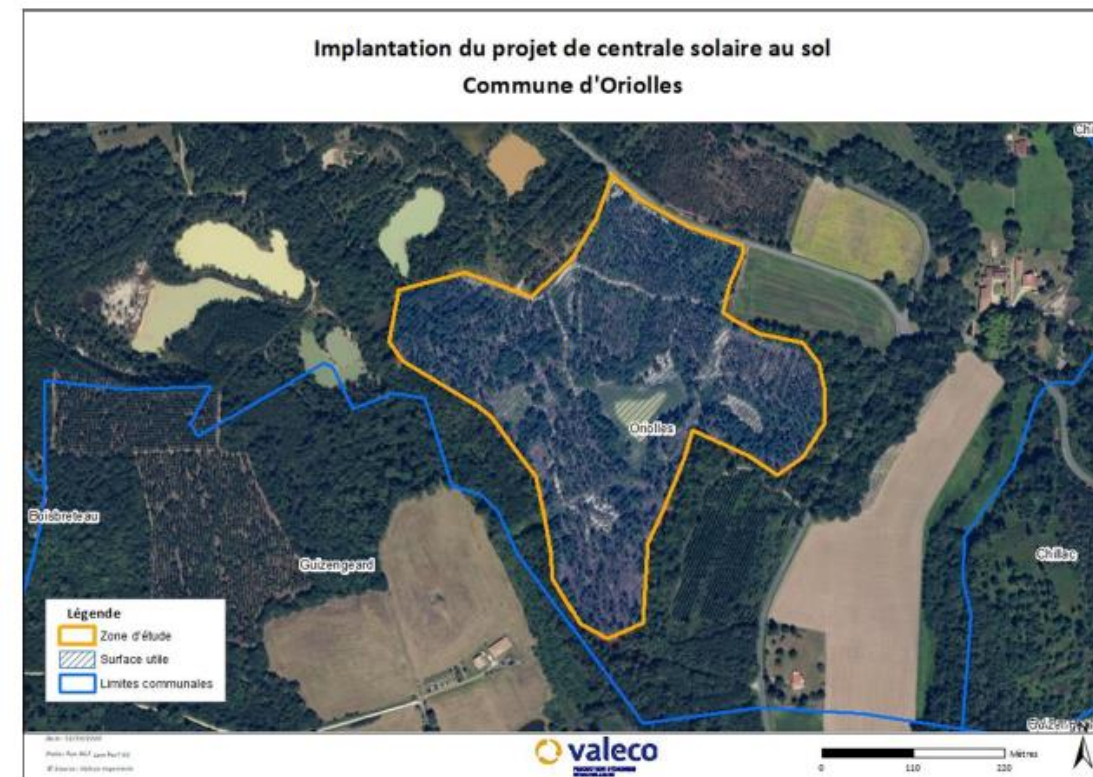 Implantation du projet de centrale solaire au sol
Commune d'Oriolles
Oriolles
Boisbreteau
Guizengeard
Chillac
Légende
Zone d'étude
Surface utile
Limites communales
valeco
Mètres
0 110 220
N